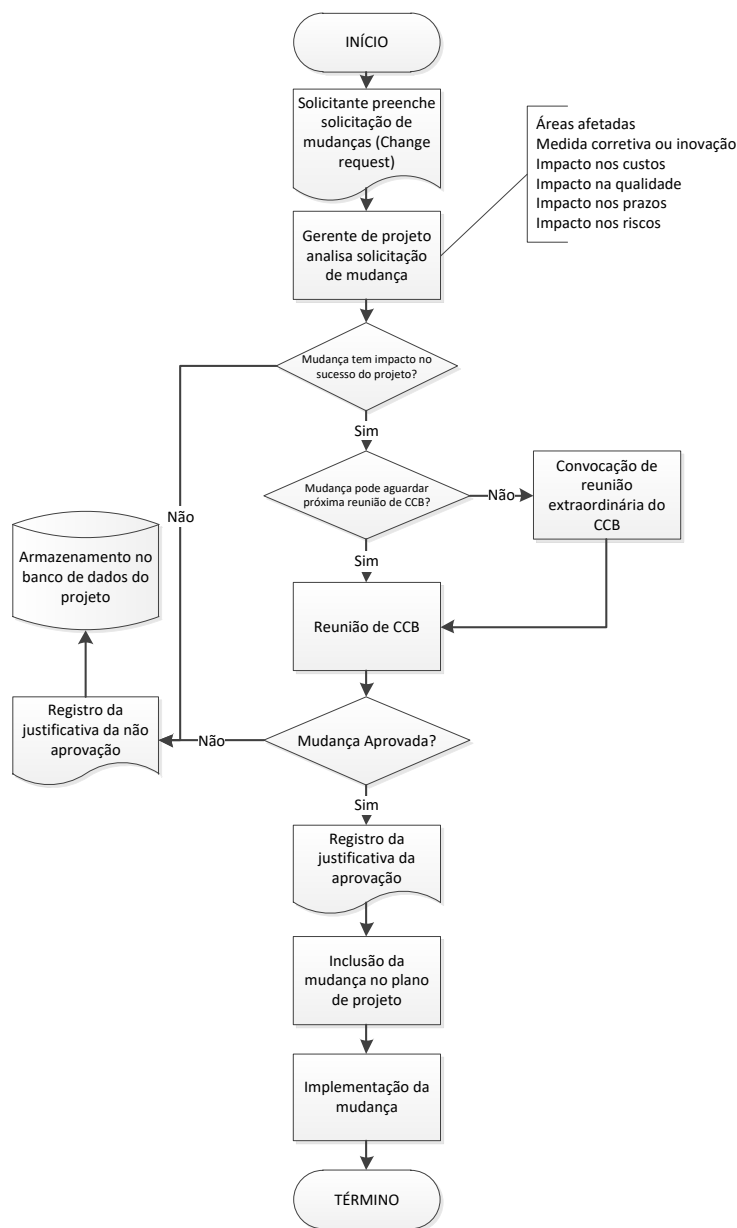 INÍCIO
Solicitante preenche
solicitação de
mudanças (Change
request)
Áreas afetadas
Medida corretiva ou inovação
Impacto nos custos
Impacto na qualidade
Impacto nos prazos
Impacto nos riscos
Gerente de projeto
analisa solicitação
de mudança
Mudança tem impacto no
sucesso do projeto?
Sim
Mudança pode aguardar
próxima reunião de CCB?
Não
Convocação de
reunião
extraordinária do
CCB
Não
Sim
Armazenamento no
banco de dados do
projeto
Reunião de CCB
Registro da
justificativa da não
aprovação
Não
Mudança Aprovada?
Sim
Registro da
justificativa da
aprovação
Inclusão da
mudança no plano
de projeto
Implementação da
mudança
TÉRMINO